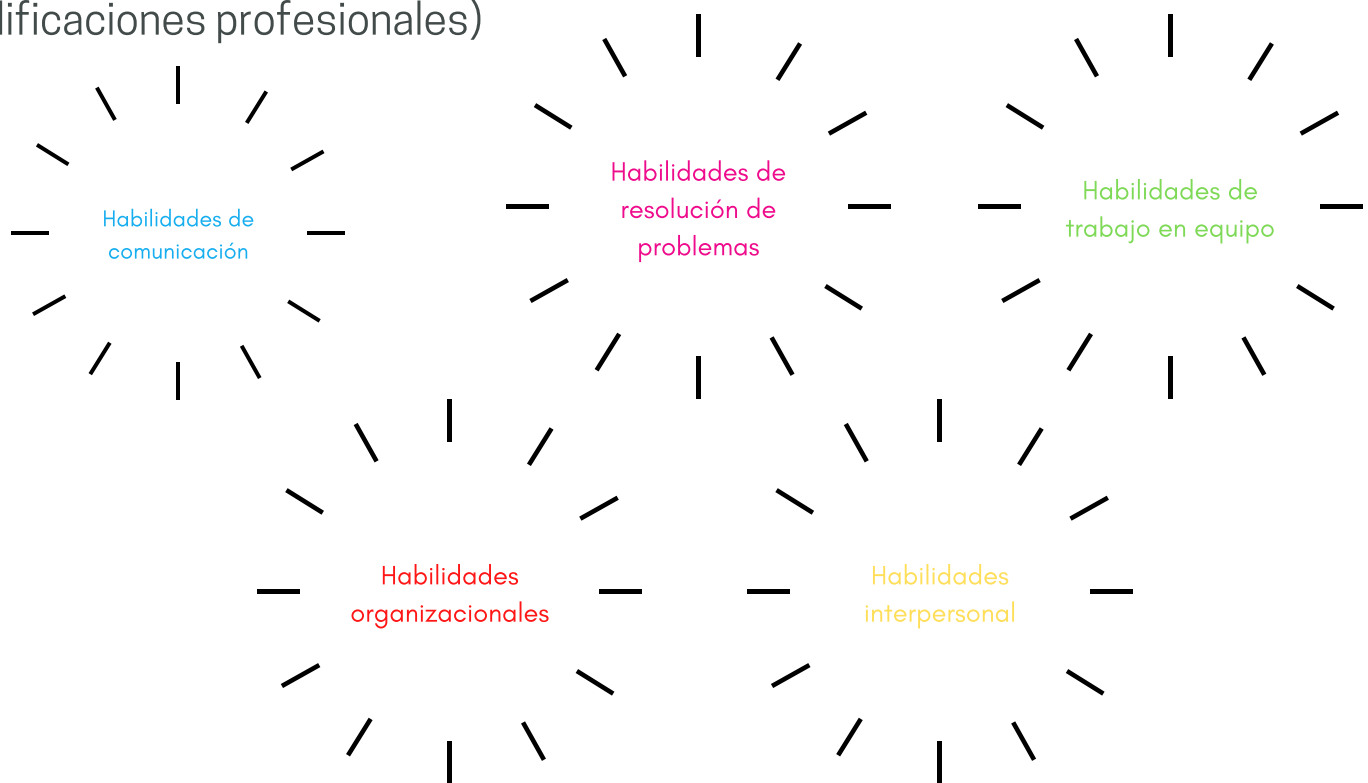 lificaciones profesionales)
Habilidades de
comunicación
Habilidades de
resolución de
problemas
Habilidades de
trabajo en equipo
Habilidades
organizacionales
Habilidades
interpersonal